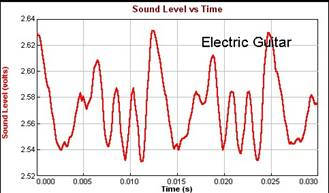 Sound Level vs Time
2.64
Electric Guitar
2.62
2.60
2.58
2.56
2.54
2.52
Sound Level (volts)
0.000 0.005 0.010 0.015 0.020 0.025 0.030
Time (s)